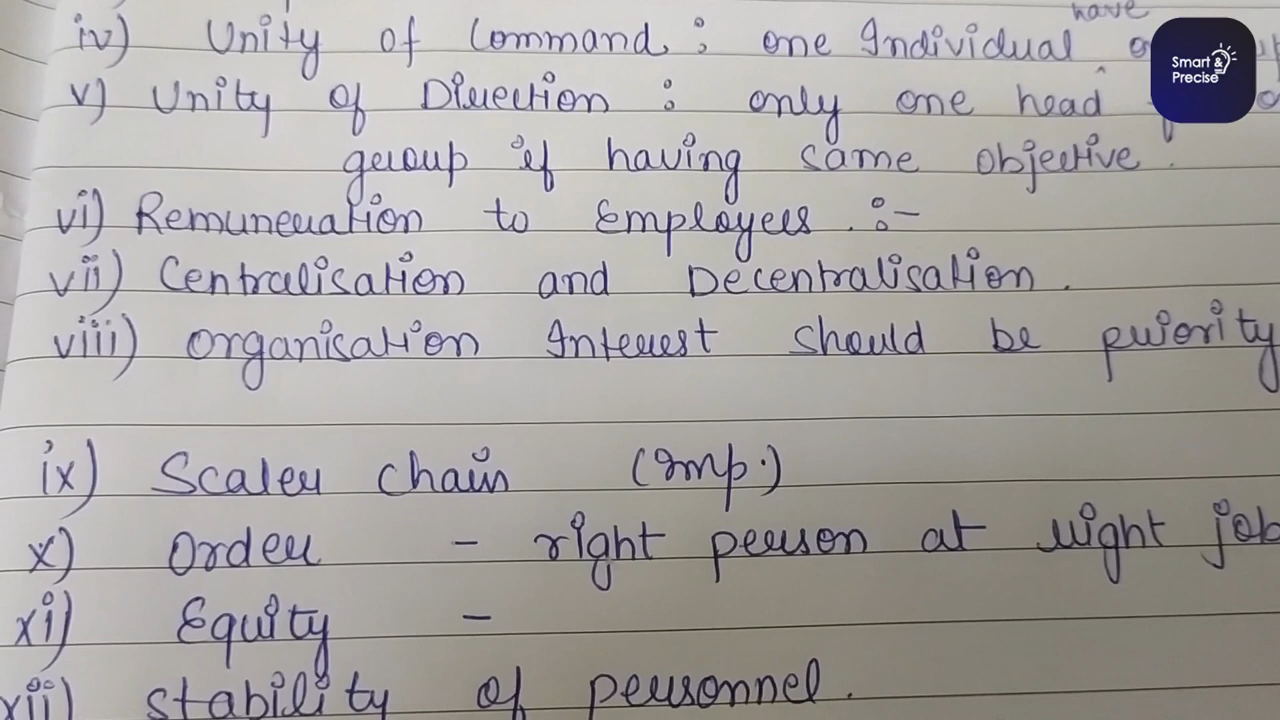 have
iv) Unity of Command : one Individual
v) Unity of Direction : only one head
group if having same objective.
vi) Remuneration to Employees :-
vii) Centralisation and Decentralisation.
viii) Organisation Interest should be priority
ix) Scaler chain (Imp.)
x) Order - right person at right job
xi) Equity -
xii) Stability of personnel.
Smart &
Precise